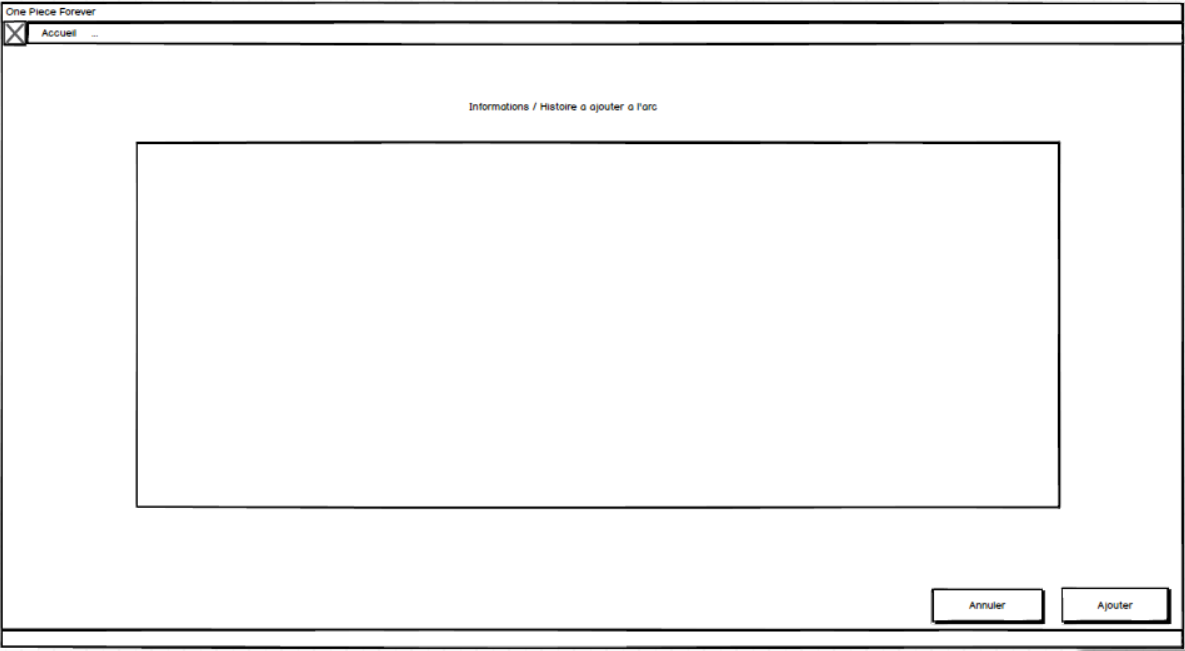 One Piece Forever
Accueil ...
Informations / Histoire a ajouter a l'arc
Annuler
Ajouter